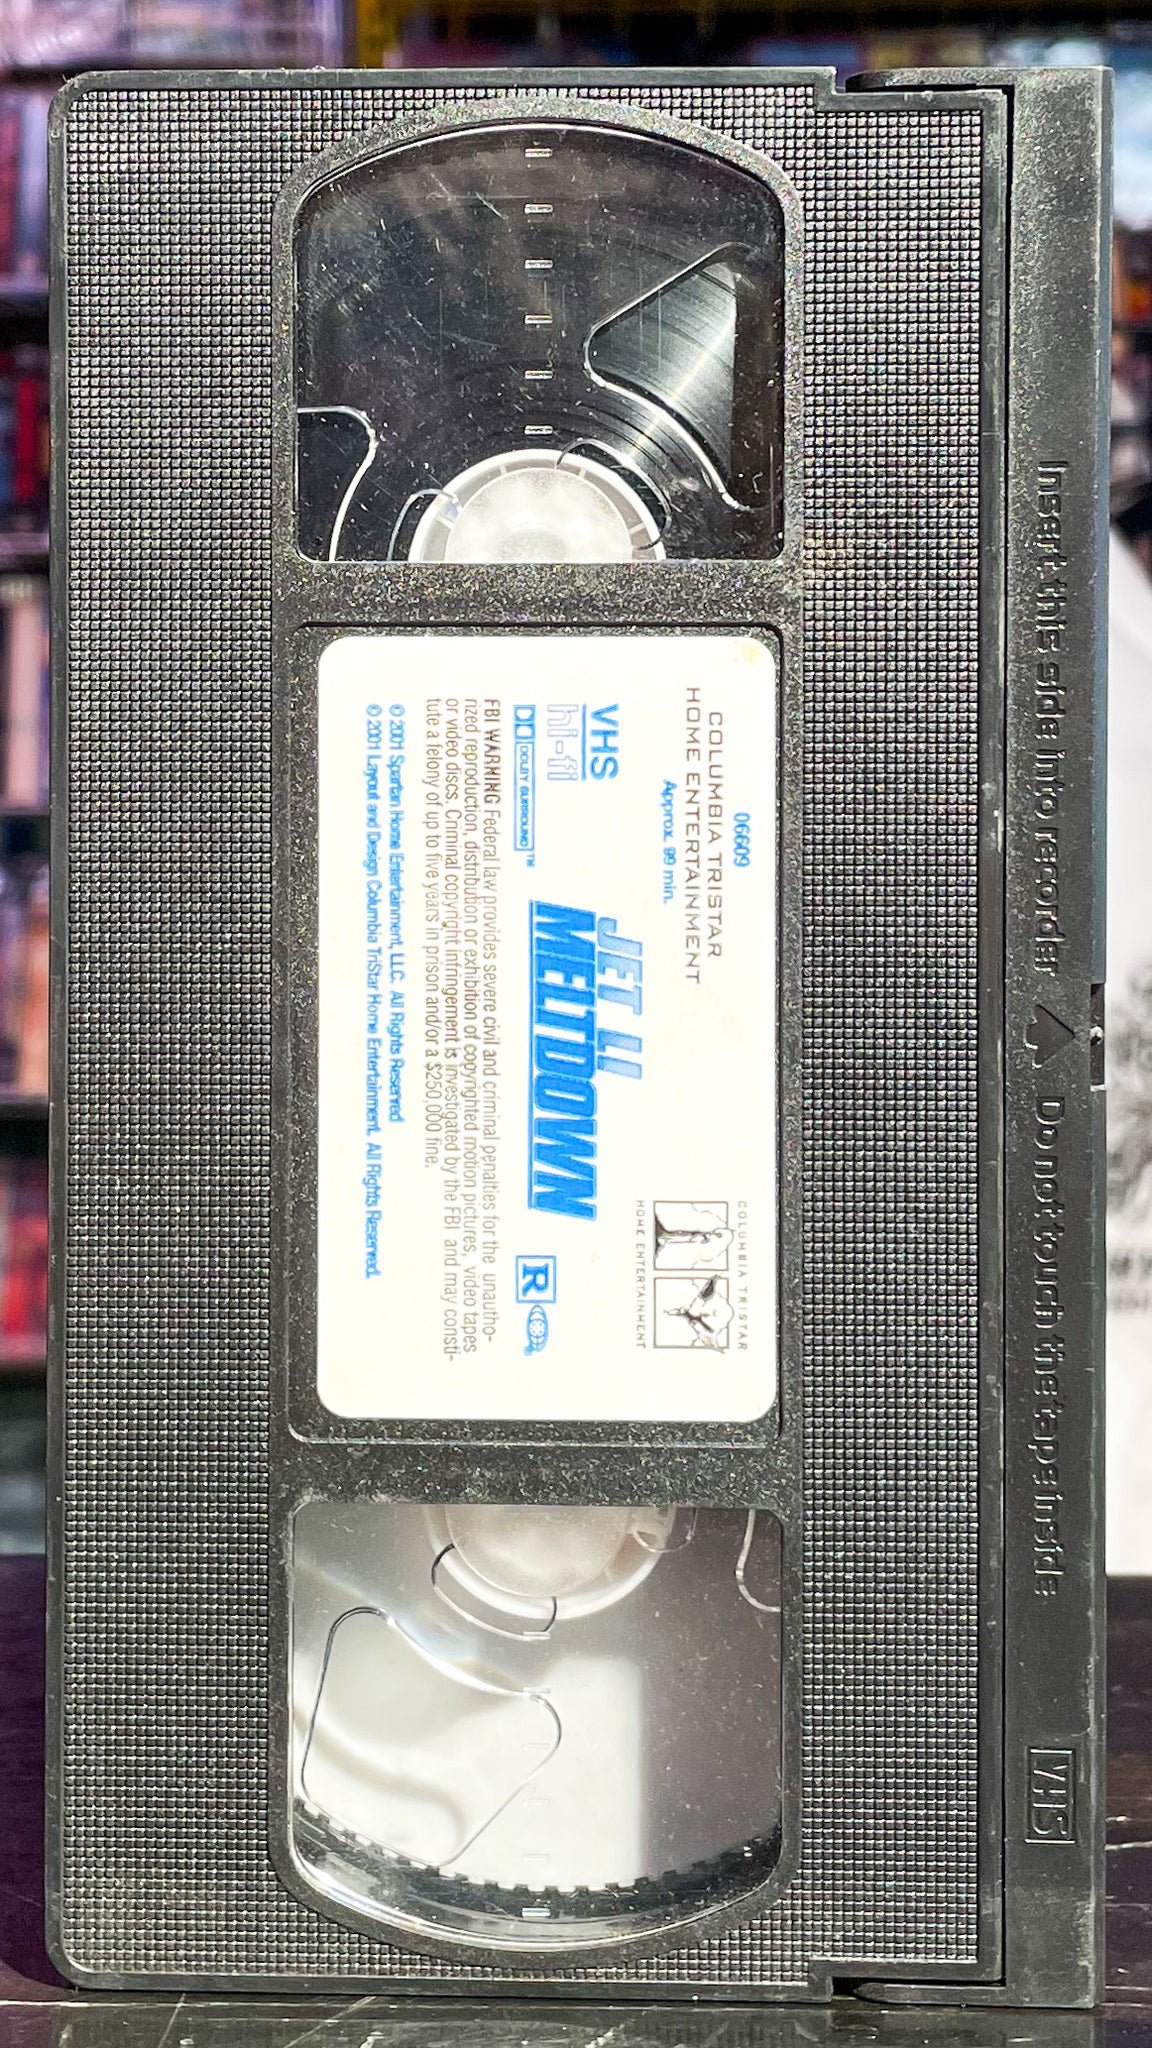 Insert this side into recorder ▲ Do not touch the tape inside
VHS
06609
COLUMBIA TRISTAR
HOME ENTERTAINMENT
Approx. 99 min.
COLUMBIA TRISTAR
HOME ENTERTAINMENT
VHS
hi-fi
DOLBY SURROUND™
JET LI
MELTDOWN
R
FBI WARNING Federal law provides severe civil and criminal penalties for the unautho-
rized reproduction, distribution or exhibition of copyrighted motion pictures, video tapes
or video discs. Criminal copyright infringement is investigated by the FBI and may consti-
tute a felony of up to five years in prison and/or a $250,000 fine.
© 2001 Spartan Home Entertainment, LLC. All Rights Reserved
© 2001 Layout and Design Columbia TriStar Home Entertainment. All Rights Reserved.